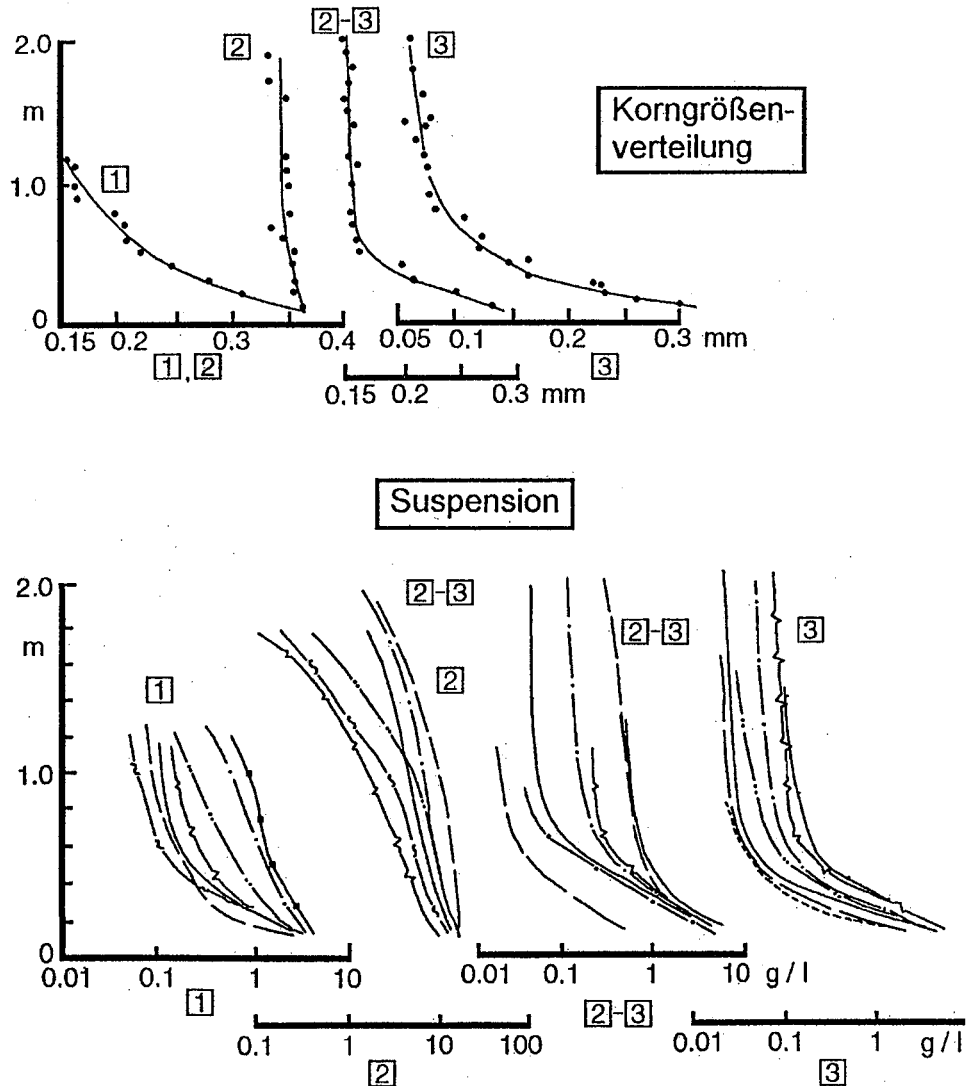 2 2-3 3
2.0
m
Korngrößen-
verteilung
1
1.0
0
0.15 0.2 0.3 0.4 0.05 0.1 0.2 0.3 mm
1,2 3
0.15 0.2 0.3 mm
Suspension
2.0
2-3
m
2-3 3
1 2
1.0
0
0.01 0.1 1 10 0.01 0.1 1 10 g/l
1 2-3
0.1 1 10 100 0.01 0.1 1 g/l
2 3